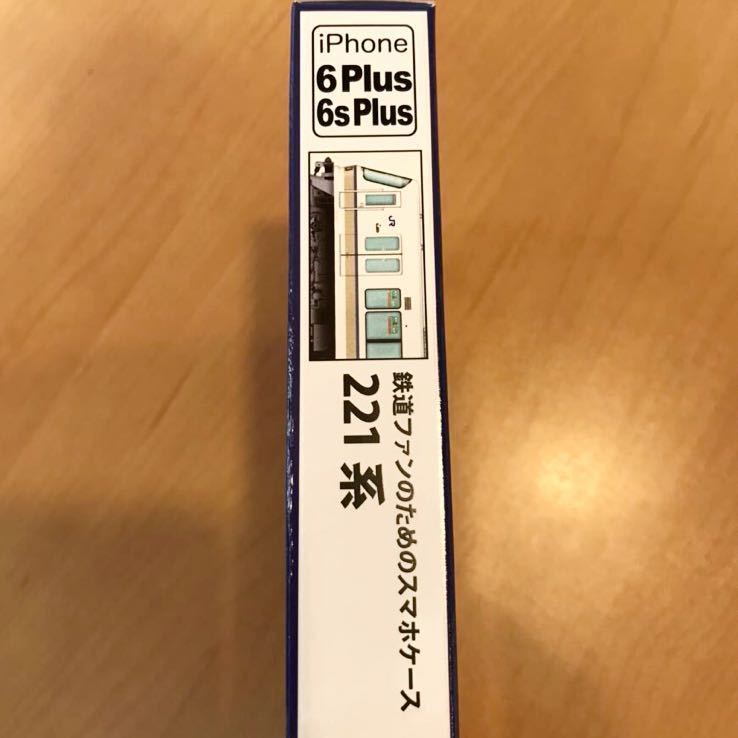 iPhone
6 Plus
6s Plus
JR
鉄道ファンのためのスマホケース
221 系